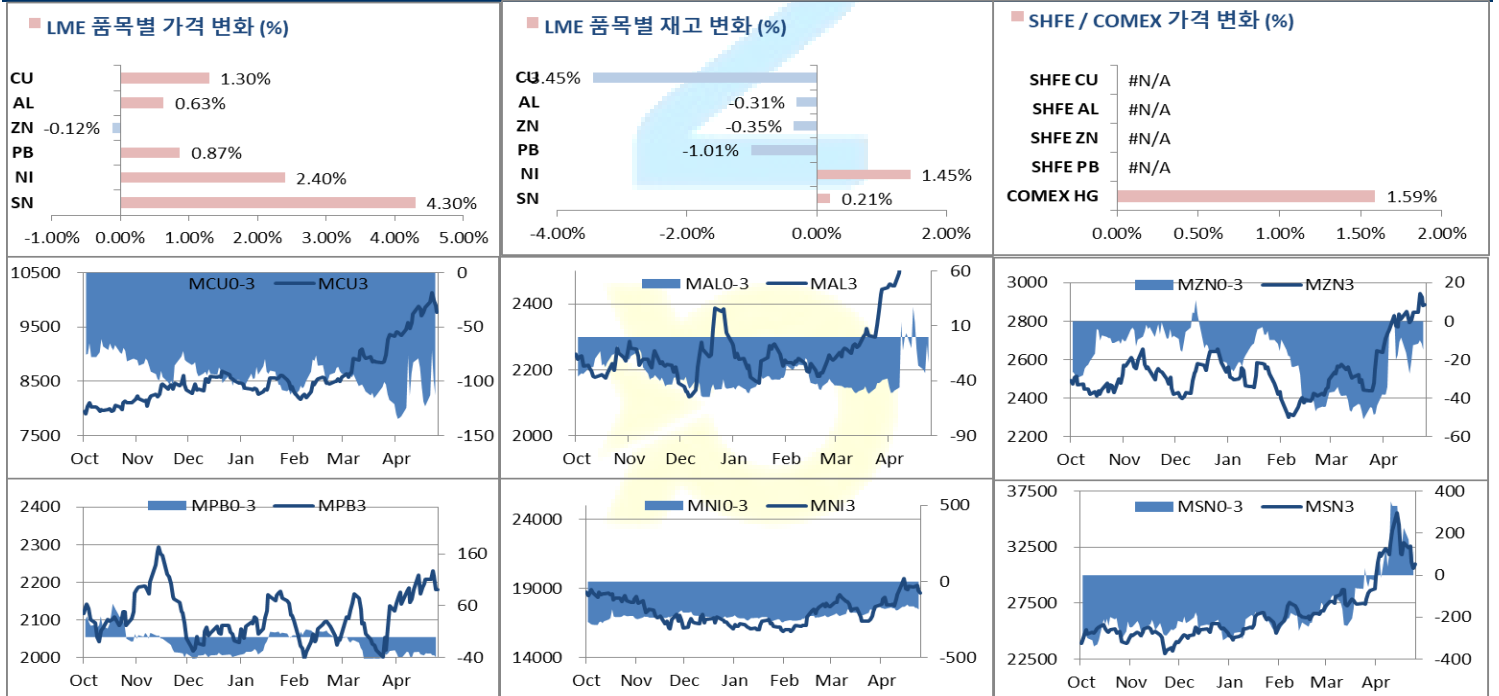 LME 품목별 가격 변화 (%)
CU 1.30%
AL 0.63%
ZN -0.12%
PB 0.87%
NI 2.40%
SN 4.30%
-1.00% 0.00% 1.00% 2.00% 3.00% 4.00% 5.00%
LME 품목별 재고 변화 (%)
CU 3.45%
AL -0.31%
ZN -0.35%
PB -1.01%
NI 1.45%
SN 0.21%
-4.00% -2.00% 0.00% 2.00%
SHFE / COMEX 가격 변화 (%)
SHFE CU #N/A
SHFE AL #N/A
SHFE ZN #N/A
SHFE PB #N/A
COMEX HG 1.59%
0.00% 0.50% 1.00% 1.50% 2.00%
MCU0-3 MCU3
10500 0
9500 -50
8500 -100
7500 -150
Oct Nov Dec Jan Feb Mar Apr
MAL0-3 MAL3
60
2400
10
2200
-40
2000 -90
Oct Nov Dec Jan Feb Mar Apr
MZN0-3 MZN3
3000 20
2800 0
2600 -20
2400 -40
2200 -60
Oct Nov Dec Jan Feb Mar Apr
MPB0-3 MPB3
2400
2300
160
2200
60
2100
2000 -40
Oct Nov Dec Jan Feb Mar Apr
MNI0-3 MNI3
500
24000
19000 0
14000 -500
Oct Nov Dec Jan Feb Mar Apr
MSN0-3 MSN3
37500 400
200
32500
0
27500
-200
22500 -400
Oct Nov Dec Jan Feb Mar Apr